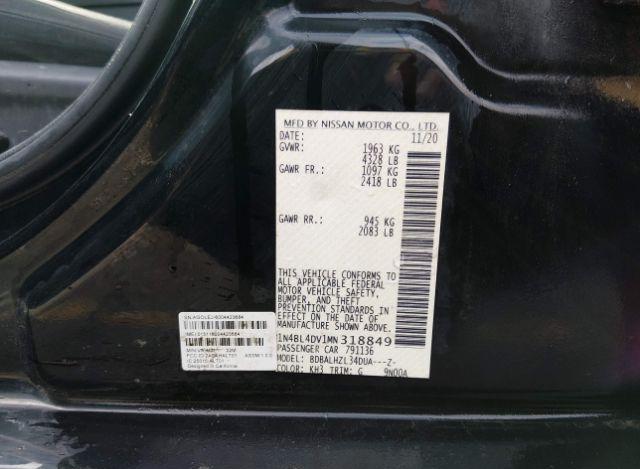 MFD BY NISSAN MOTOR CO., LTD.
DATE: 11/20
GVWR: 1963 KG
4328 LB
GAWR FR.: 1097 KG
2418 LB
GAWR RR.: 945 KG
2083 LB
THIS VEHICLE CONFORMS TO
ALL APPLICABLE FEDERAL
MOTOR VEHICLE SAFETY,
BUMPER, AND THEFT
PREVENTION STANDARDS IN
EFFECT ON THE DATE OF
MANUFACTURE SHOWN ABOVE.
1N4BL4DV1MN318849
PASSENGER CAR 791136
MODEL: BDBALHZL34DUA---Z-
COLOR: KH3 TRIM: G 9N00A
Designed in California